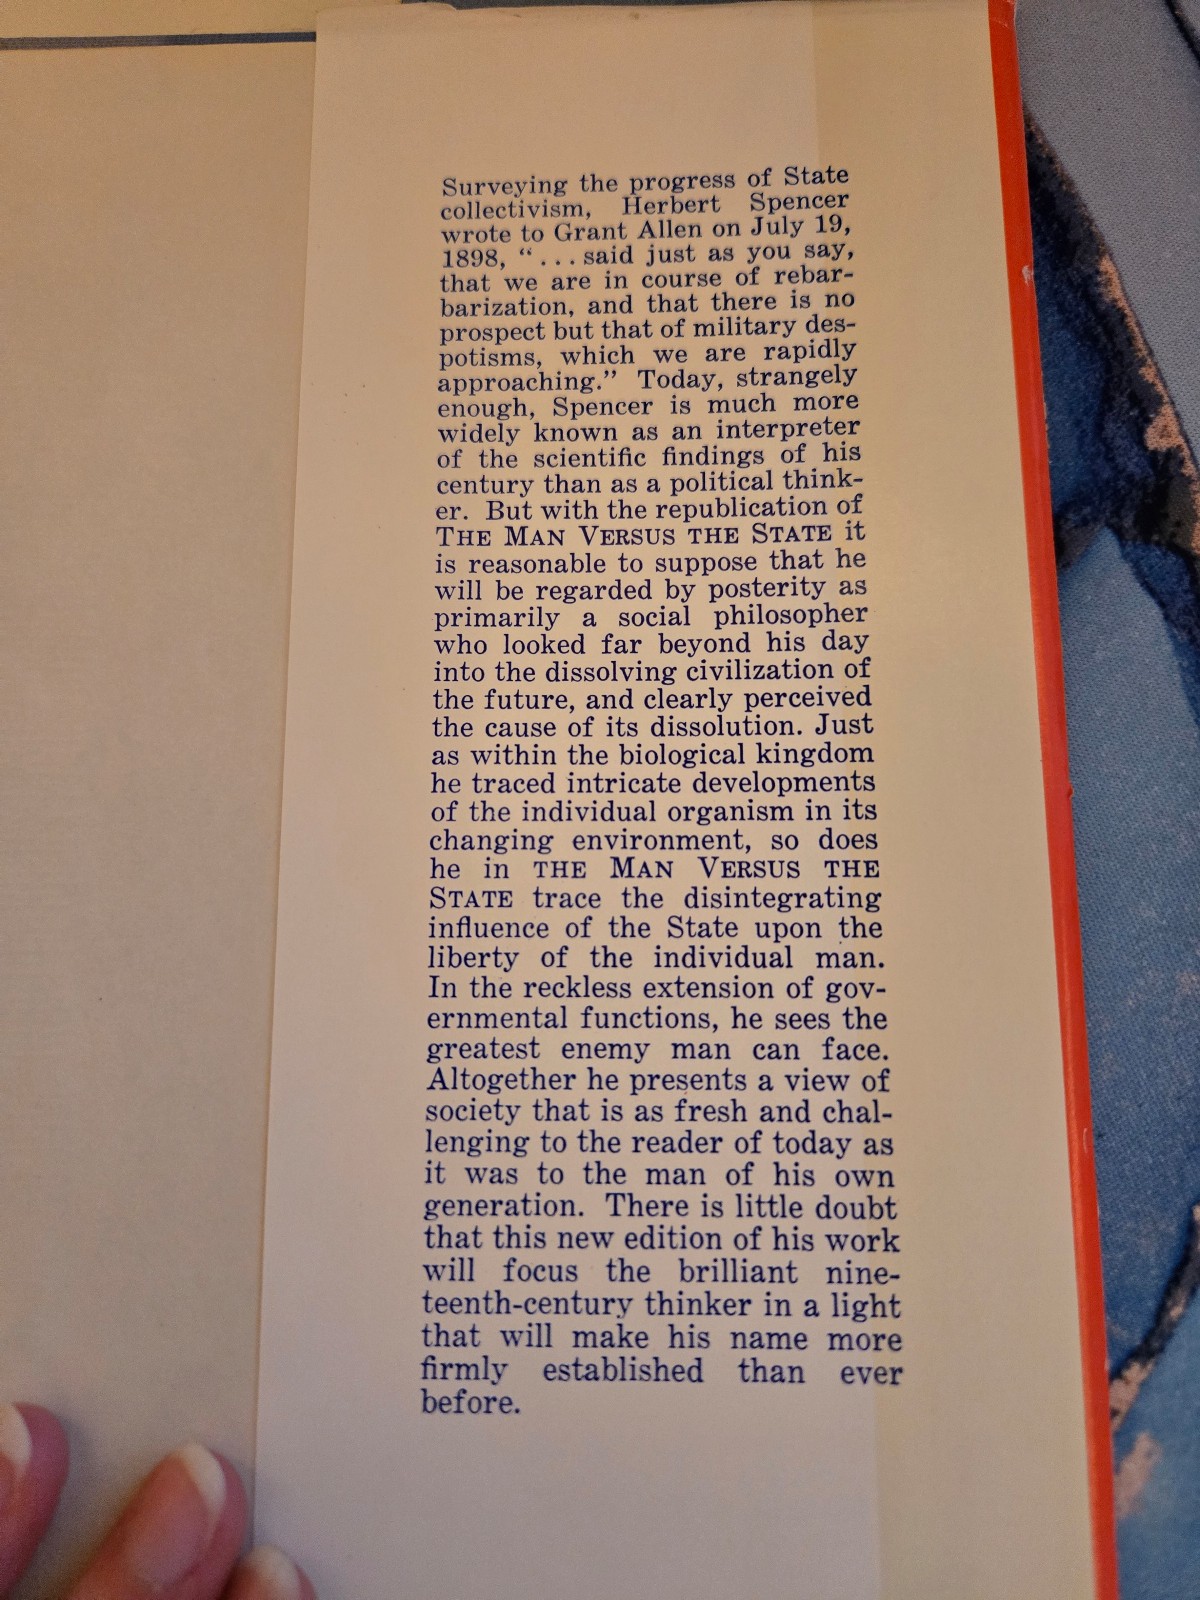 Surveying the progress of State
collectivism, Herbert Spencer
wrote to Grant Allen on July 19,
1898, “ . . . said just as you say,
that we are in course of rebar-
barization, and that there is no
prospect but that of military des-
potisms, which we are rapidly
approaching.” Today, strangely
enough, Spencer is much more
widely known as an interpreter
of the scientific findings of his
century than as a political think-
er. But with the republication of
THE MAN VERSUS THE STATE it
is reasonable to suppose that he
will be regarded by posterity as
primarily a social philosopher
who looked far beyond his day
into the dissolving civilization of
the future, and clearly perceived
the cause of its dissolution. Just
as within the biological kingdom
he traced intricate developments
of the individual organism in its
changing environment, so does
he in THE MAN VERSUS THE
STATE trace the disintegrating
influence of the State upon the
liberty of the individual man.
In the reckless extension of gov-
ernmental functions, he sees the
greatest enemy man can face.
Altogether he presents a view of
society that is as fresh and chal-
lenging to the reader of today as
it was to the man of his own
generation. There is little doubt
that this new edition of his work
will focus the brilliant nine-
teenth-century thinker in a light
that will make his name more
firmly established than ever
before.